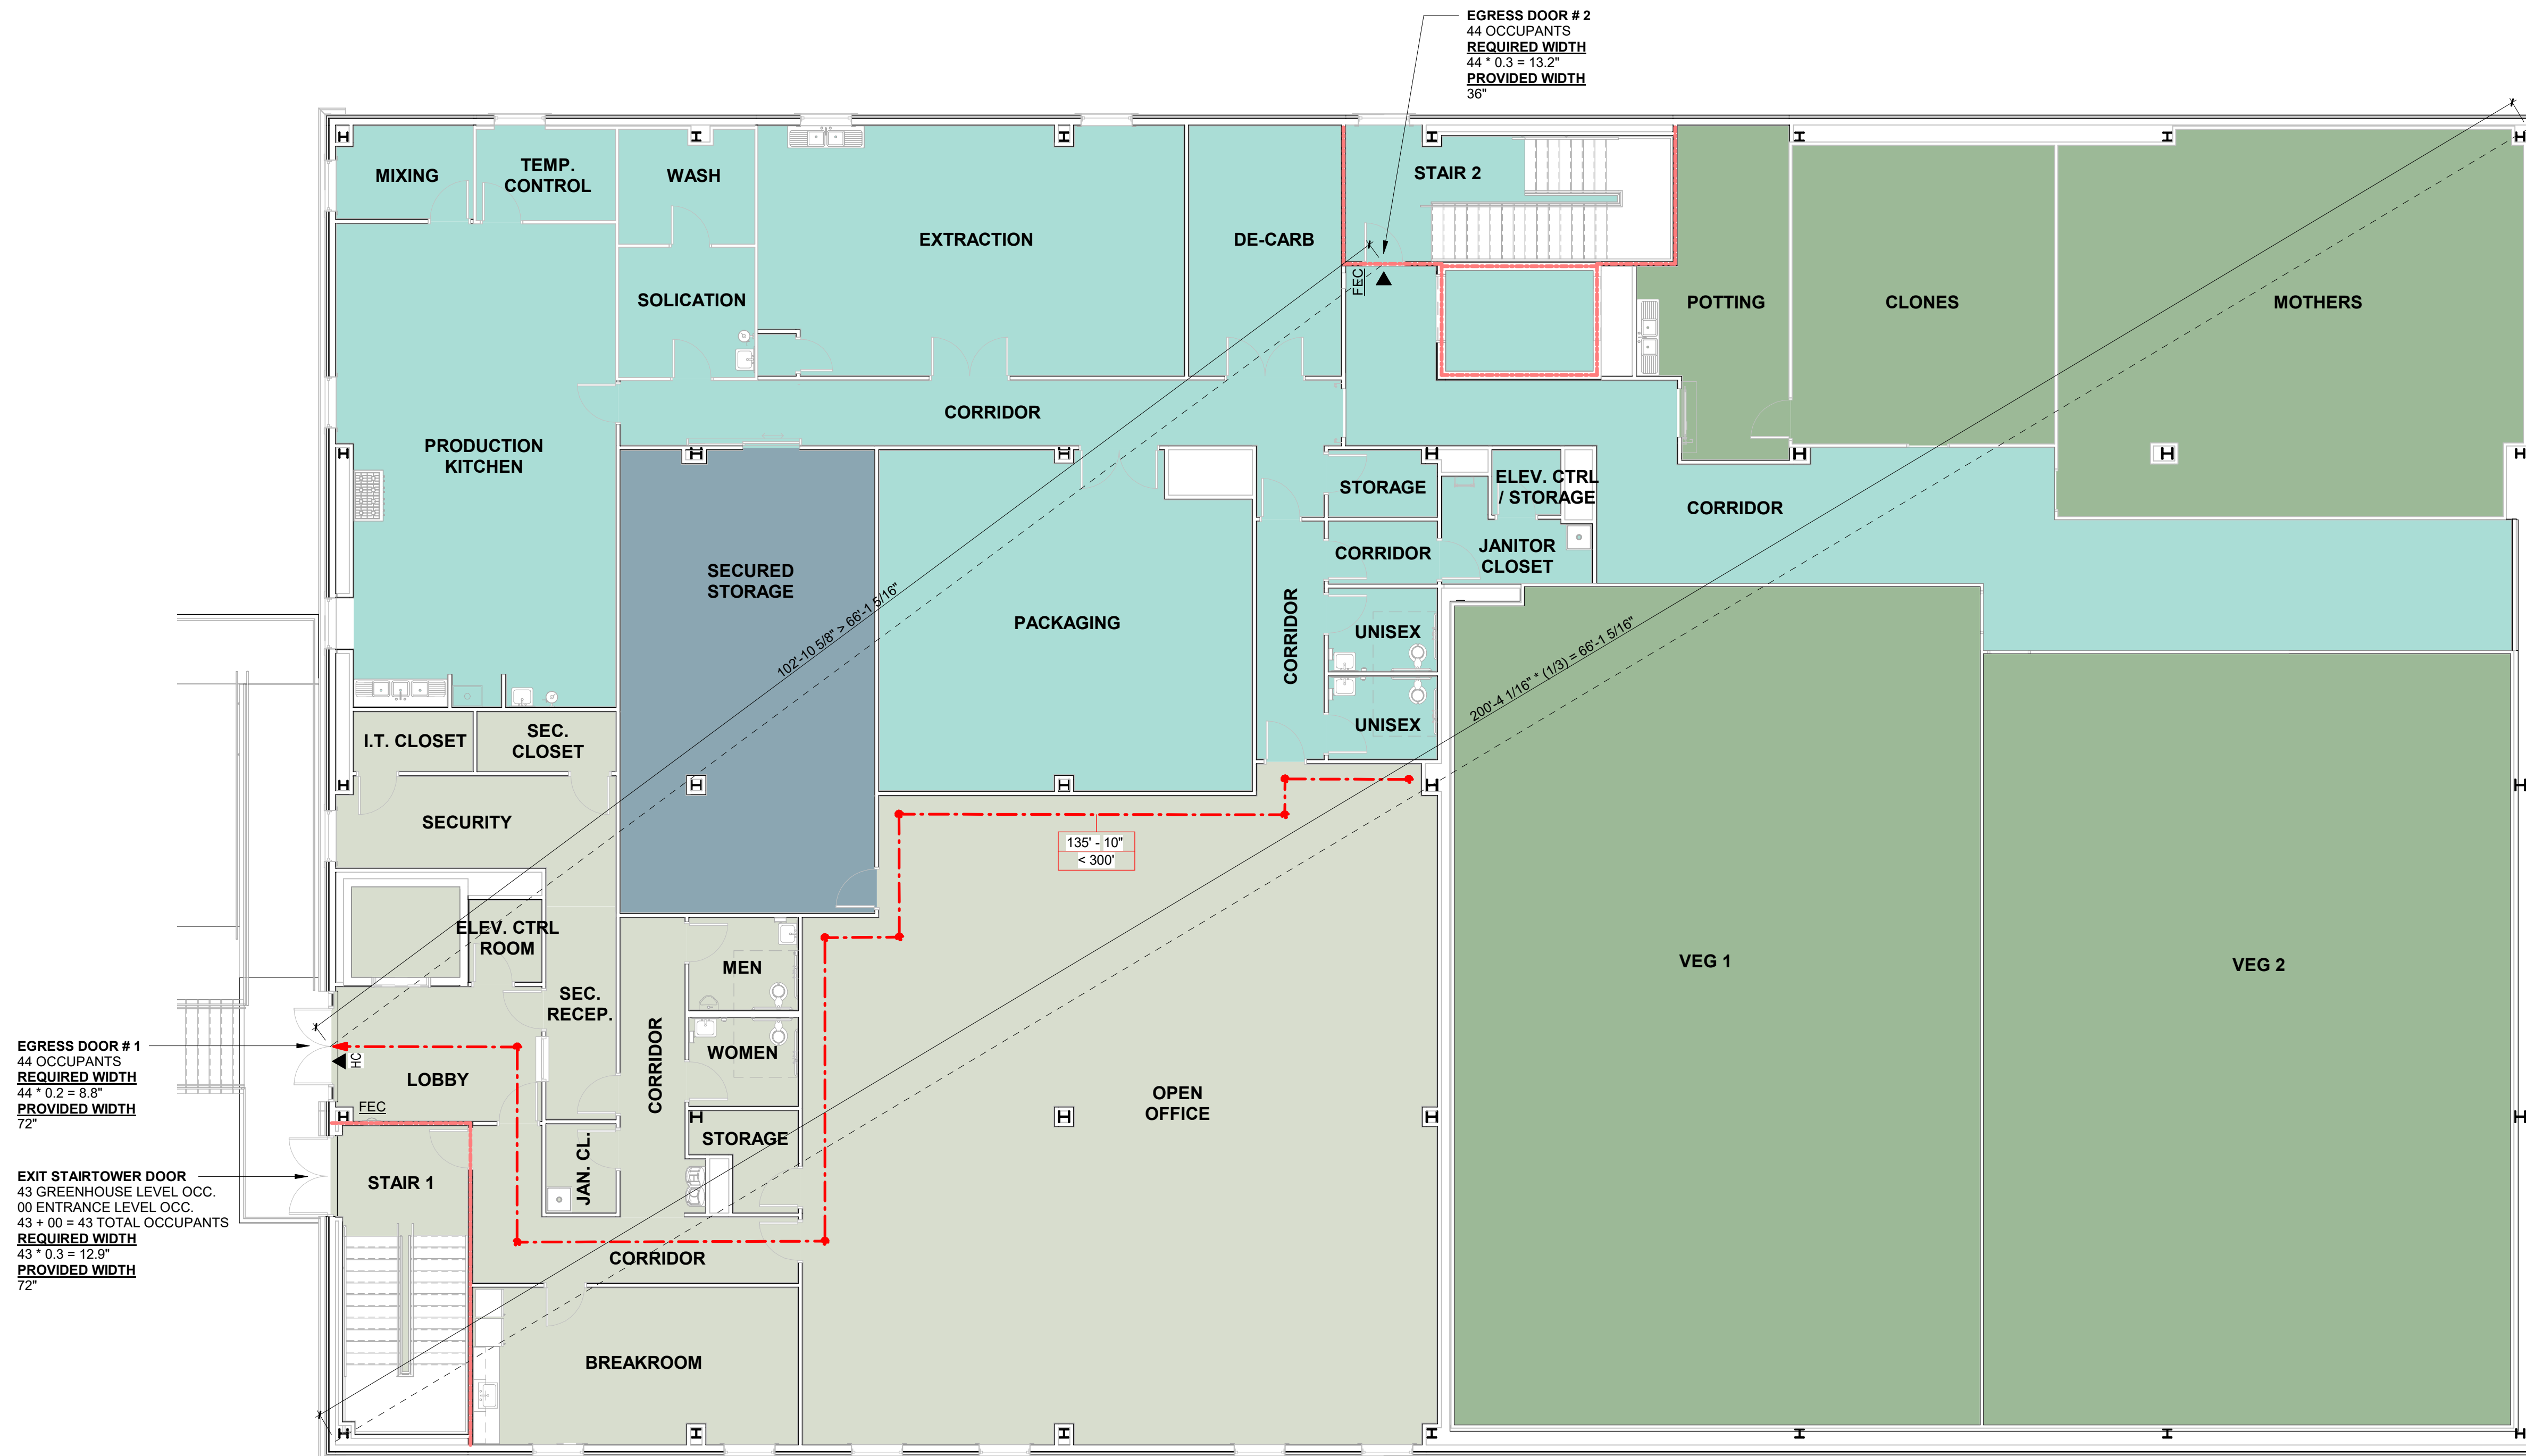 EGRESS DOOR # 2
44 OCCUPANTS
REQUIRED WIDTH
44 * 0.3 = 13.2"
PROVIDED WIDTH
36"
MIXING
TEMP.
CONTROL
WASH
STAIR 2
EXTRACTION
DE-CARB
SOLICATION
FEC
POTTING
CLONES
MOTHERS
CORRIDOR
PRODUCTION
KITCHEN
STORAGE
ELEV. CTRL
/ STORAGE
CORRIDOR
SECURED
STORAGE
CORRIDOR
JANITOR
CLOSET
102'-10 5/8" > 66'-1 5/16"
PACKAGING
CORRIDOR
UNISEX
200'-4 1/16" * (1/3) = 66'-1 5/16"
UNISEX
I.T. CLOSET
SEC.
CLOSET
SECURITY
135' - 10"
< 300'
ELEV. CTRL
ROOM
MEN
VEG 1
VEG 2
SEC.
RECEP.
CORRIDOR
WOMEN
EGRESS DOOR # 1
44 OCCUPANTS
REQUIRED WIDTH
44 * 0.2 = 8.8"
PROVIDED WIDTH
72"
HC
LOBBY
FEC
OPEN
OFFICE
STORAGE
JAN. CL.
EXIT STAIRTOWER DOOR
43 GREENHOUSE LEVEL OCC.
00 ENTRANCE LEVEL OCC.
43 + 00 = 43 TOTAL OCCUPANTS
REQUIRED WIDTH
43 * 0.3 = 12.9"
PROVIDED WIDTH
72"
STAIR 1
CORRIDOR
BREAKROOM